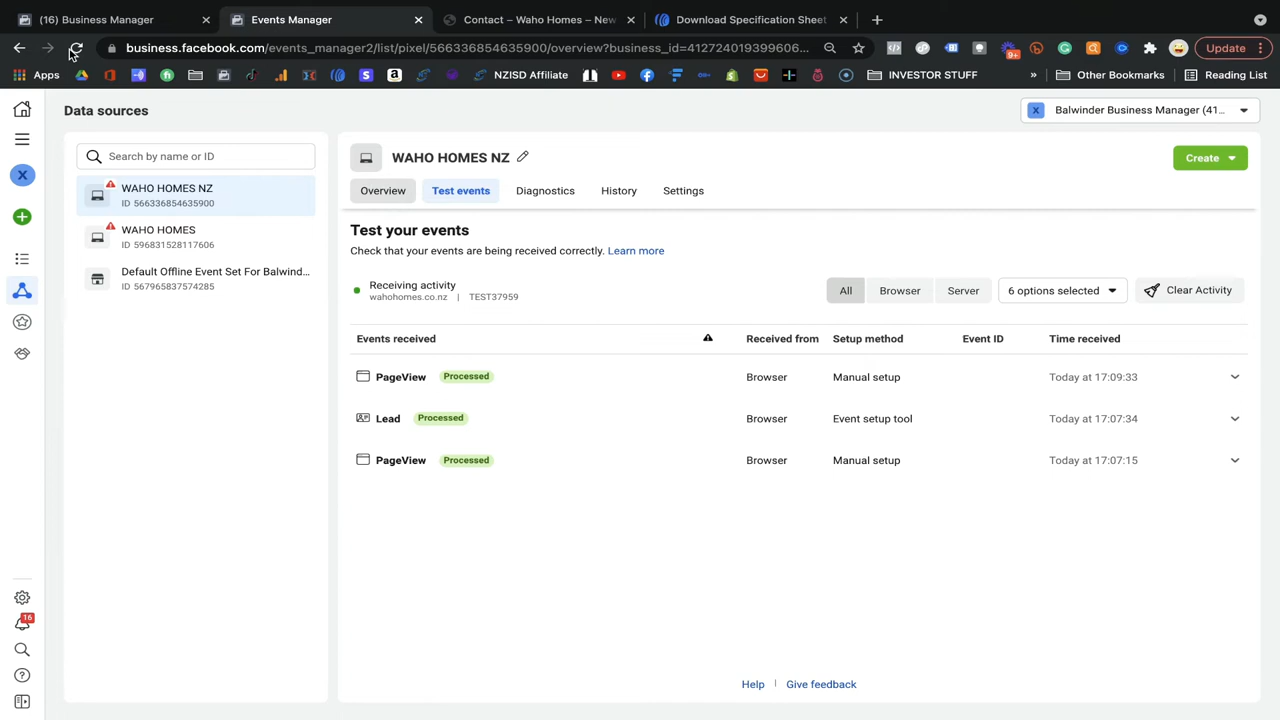 (16) Business Manager
Events Manager
Contact – Waho Homes – New
Download Specification Sheet
business.facebook.com/events_manager2/list/pixel/566336854635900/overview?business_id=412724019399606...
9+
Update
Apps
NZISD Affiliate
INVESTOR STUFF
»
Other Bookmarks
Reading List
Data sources
X Balwinder Business Manager (41...
Search by name or ID
WAHO HOMES NZ
ID 566336854635900
WAHO HOMES
ID 596831528117606
Default Offline Event Set For Balwind...
ID 567965837574285
X
16
WAHO HOMES NZ
Create
Overview
Test events
Diagnostics
History
Settings
Test your events
Check that your events are being received correctly. Learn more
Receiving activity
wahohomes.co.nz | TEST37959
All
Browser
Server
6 options selected
Clear Activity
Events received
Received from
Setup method
Event ID
Time received
PageView Processed Browser Manual setup Today at 17:09:33
Lead Processed Browser Event setup tool Today at 17:07:34
PageView Processed Browser Manual setup Today at 17:07:15
Help | Give feedback